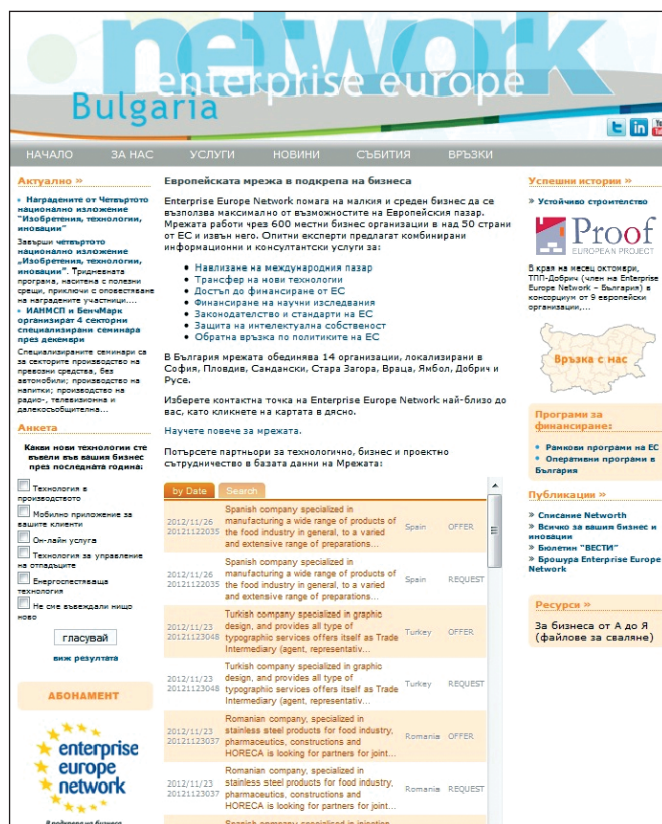 network
enterprise europe
Bulgaria
НАЧАЛО ЗА НАС УСЛУГИ НОВИНИ СЪБИТИЯ ВРЪЗКИ
Актуално »
• Наградените от Четвъртото
национално изложение
"Изобретения, технологии,
иновации"
Завърши четвъртото
национално изложение
„Изобретения, технологии,
иновации". Тридневната
програма, наситена с полезни
срещи, приключи с оповестяване
на наградените участници....
• ИАНМСП и БенчМарк
организират 4 секторни
специализирани семинара
през декември
Специализираните семинари са
за секторите производство на
превозни средства, без
автомобили; производство на
напитки; производство на
радио-, телевизионна и
далекосъобщителна...
Анкета
Какви нови технологии сте
въвели във вашия бизнес
през последната година:
Технология в
производството
Мобилно приложение за
вашите клиенти
Он-лайн услуга
Технология за управление
на отпадъците
Енергоспестяваща
технология
Не сме въвеждали нищо
ново
гласувай
виж резултата
АБОНАМЕНТ
enterprise
europe
network
В подкрепа на бизнеса
Европейската мрежа в подкрепа на бизнеса
Enterprise Europe Network помага на малкия и среден бизнес да се
възползва максимално от възможностите на Европейския пазар.
Мрежата работи чрез 600 местни бизнес организации в над 50 страни
от ЕС и извън него. Опитни експерти предлагат комбинирани
информационни и консултантски услуги за:
• Навлизане на международния пазар
• Трансфер на нови технологии
• Достъп до финансиране от ЕС
• Финансиране на научни изследвания
• Законодателство и стандарти на ЕС
• Защита на интелектуална собственост
• Обратна връзка по политиките на ЕС
В България мрежата обединява 14 организации, локализирани в
София, Пловдив, Сандански, Стара Загора, Враца, Ямбол, Добрич и
Русе.
Изберете контактна точка на Enterprise Europe Network най-близо до
вас, като кликнете на картата в дясно.
Научете повече за мрежата.
Потърсете партньори за технологично, бизнес и проектно
сътрудничество в базата данни на Мрежата:
by Date Search
2012/11/26 20121122035 Spanish company specialized in
manufacturing a wide range of products of
the food industry in general, to a varied
and extensive range of preparations... Spain OFFER
2012/11/26 20121122035 Spanish company specialized in
manufacturing a wide range of products of
the food industry in general, to a varied
and extensive range of preparations... Spain REQUEST
2012/11/23 20121123048 Turkish company specialized in graphic
design, and provides all type of
typographic services offers itself as Trade
Intermediary (agent, representativ... Turkey OFFER
2012/11/23 20121123048 Turkish company specialized in graphic
design, and provides all type of
typographic services offers itself as Trade
Intermediary (agent, representativ... Turkey REQUEST
2012/11/23 20121123037 Romanian company, specialized in
stainless steel products for food industry,
pharmaceutics, constructions and
HORECA is looking for partners for joint... Romania OFFER
2012/11/23 20121123037 Romanian company, specialized in
stainless steel products for food industry,
pharmaceutics, constructions and
HORECA is looking for partners for joint... Romania REQUEST
Успешни истории »
» Устойчиво строителство
Proof
EUROPEAN PROJECT
В края на месец октомври,
ТПП-Добрич (член на Enterprise
Europe Network – България) в
консорциум от 9 европейски
организации,...
Връзка с нас
Програми за
финансиране:
• Рамкови програми на ЕС
• Оперативни програми в
България
Публикации »
» Списание Networth
» Всичко за вашия бизнес и
иновации
» Бюлетин "ВЕСТИ"
» Брошура Enterprise Europe
Network
Ресурси »
За бизнеса от А до Я
(файлове за сваляне)